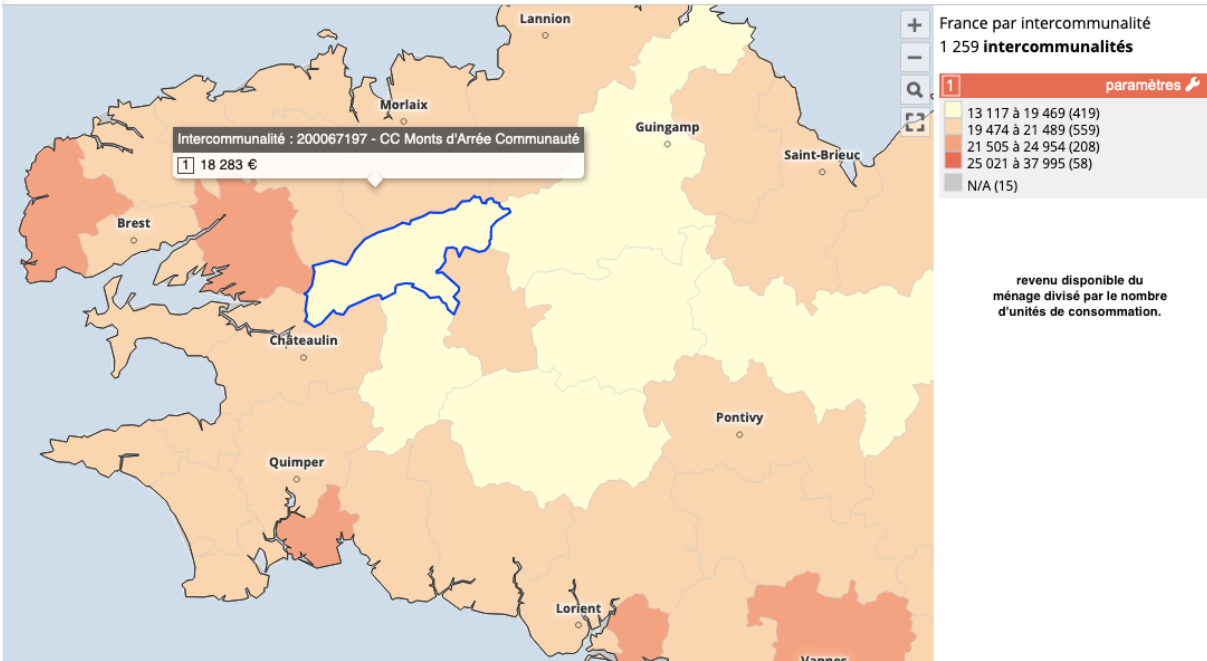 Lannion
Morlaix
Guingamp
Saint-Brieuc
Intercommunalité : 200067197 - CC Monts d'Arrée Communauté
1 18 283 €
Brest
Châteaulin
Pontivy
Quimper
Lorient
Vannes
+
−
France par intercommunalité
1 259 intercommunalités
1 paramètres
13 117 à 19 469 (419)
19 474 à 21 489 (559)
21 505 à 24 954 (208)
25 021 à 37 995 (58)
N/A (15)
revenu disponible du
ménage divisé par le nombre
d'unités de consommation.